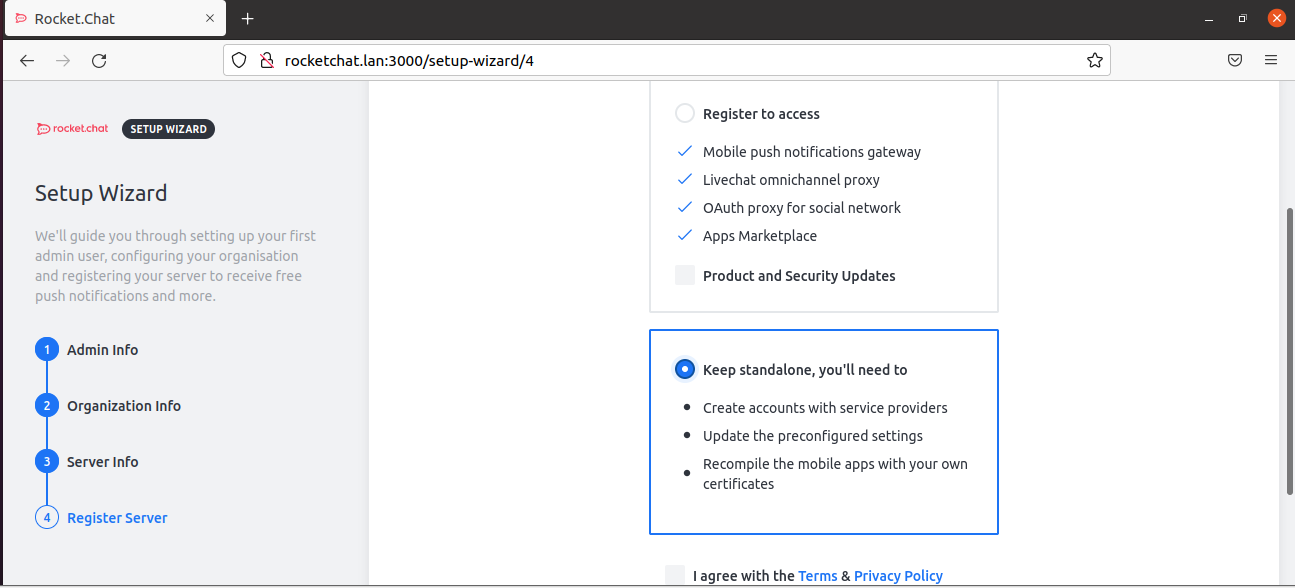 Rocket.Chat
rocketchat.lan:3000/setup-wizard/4
rocket.chat SETUP WIZARD
Setup Wizard
We'll guide you through setting up your first
admin user, configuring your organisation
and registering your server to receive free
push notifications and more.
1 Admin Info
2 Organization Info
3 Server Info
4 Register Server
Register to access
Mobile push notifications gateway
Livechat omnichannel proxy
OAuth proxy for social network
Apps Marketplace
Product and Security Updates
Keep standalone, you'll need to
Create accounts with service providers
Update the preconfigured settings
Recompile the mobile apps with your own
certificates
I agree with the Terms & Privacy Policy